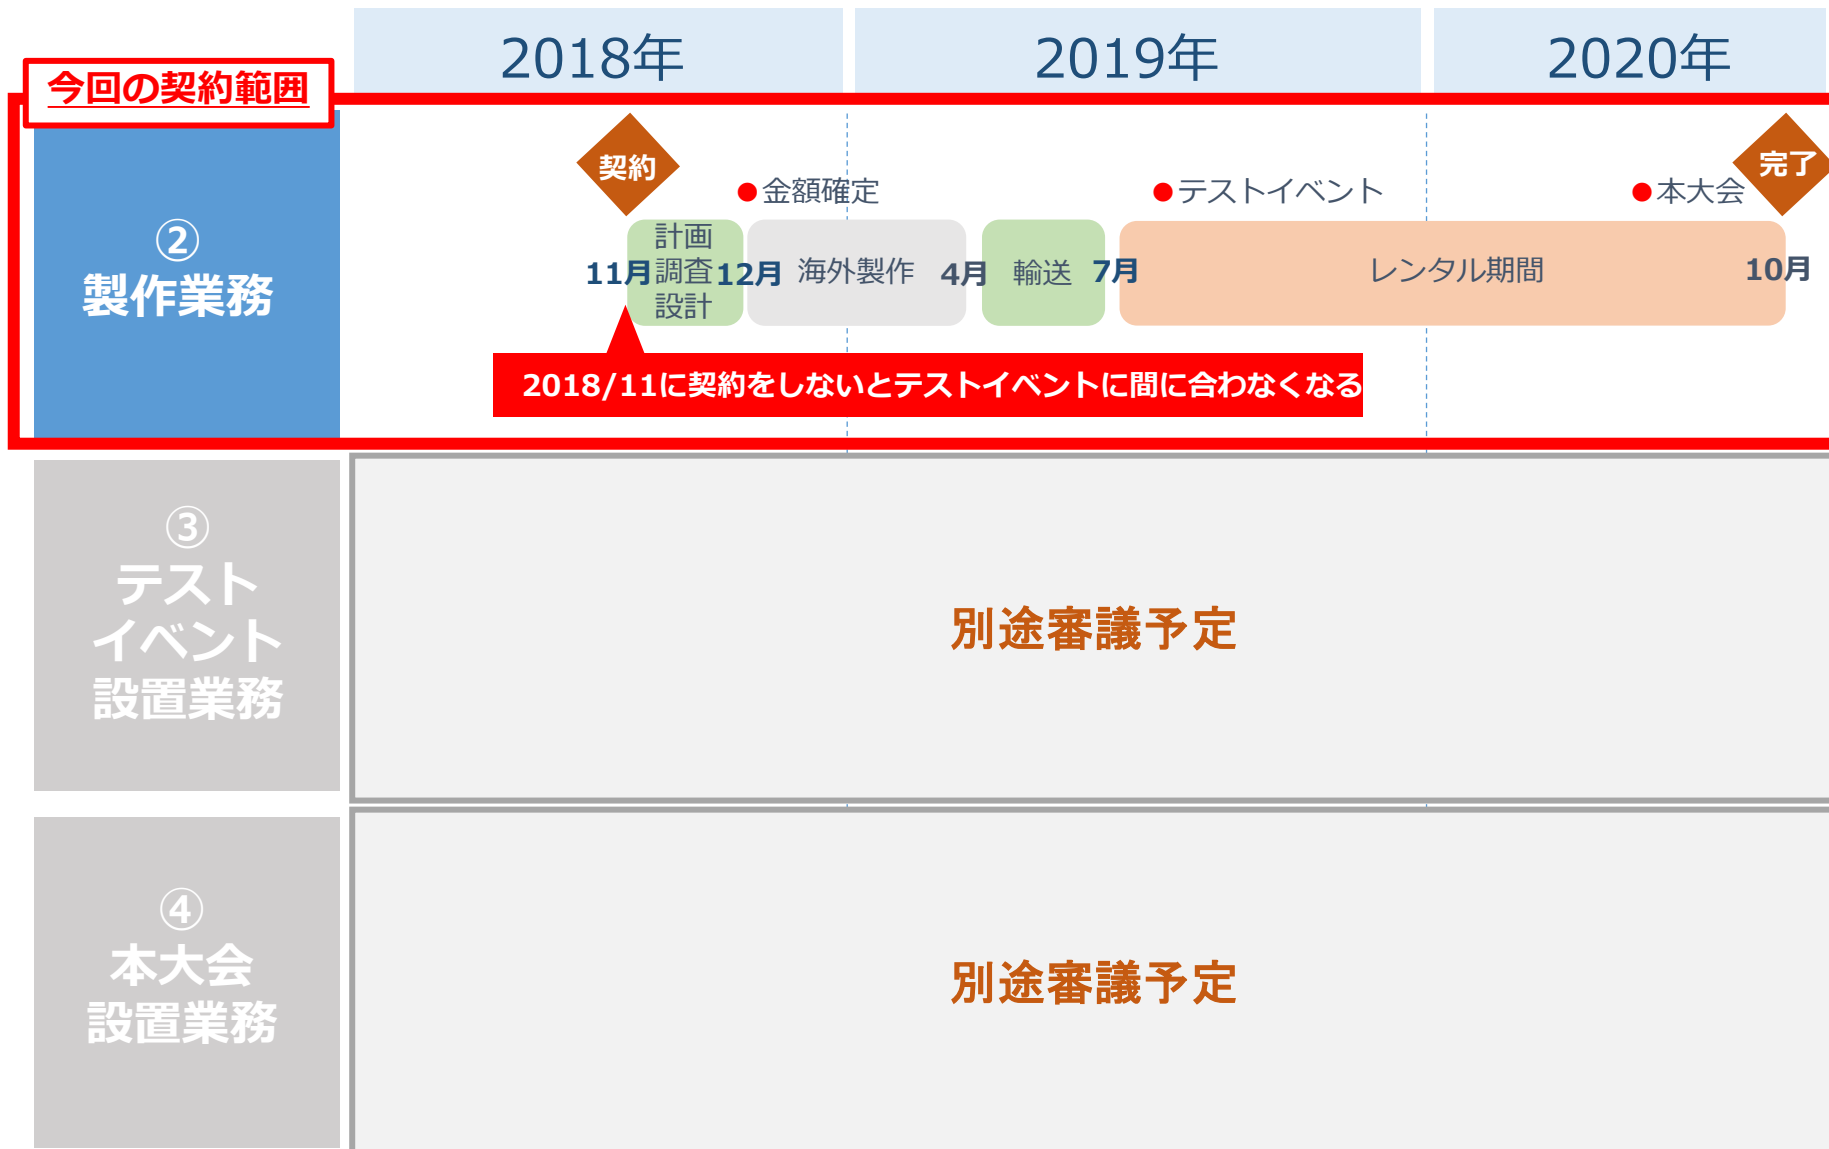 2018年
2019年
2020年
今回の契約範囲
②
製作業務
契約
完了
●金額確定
●テストイベント
●本大会
11月
計画
調査
設計
12月
海外製作
4月
輸送
7月
レンタル期間
10月
2018/11に契約をしないとテストイベントに間に合わなくなる
③
テスト
イベント
設置業務
別途審議予定
④
本大会
設置業務
別途審議予定